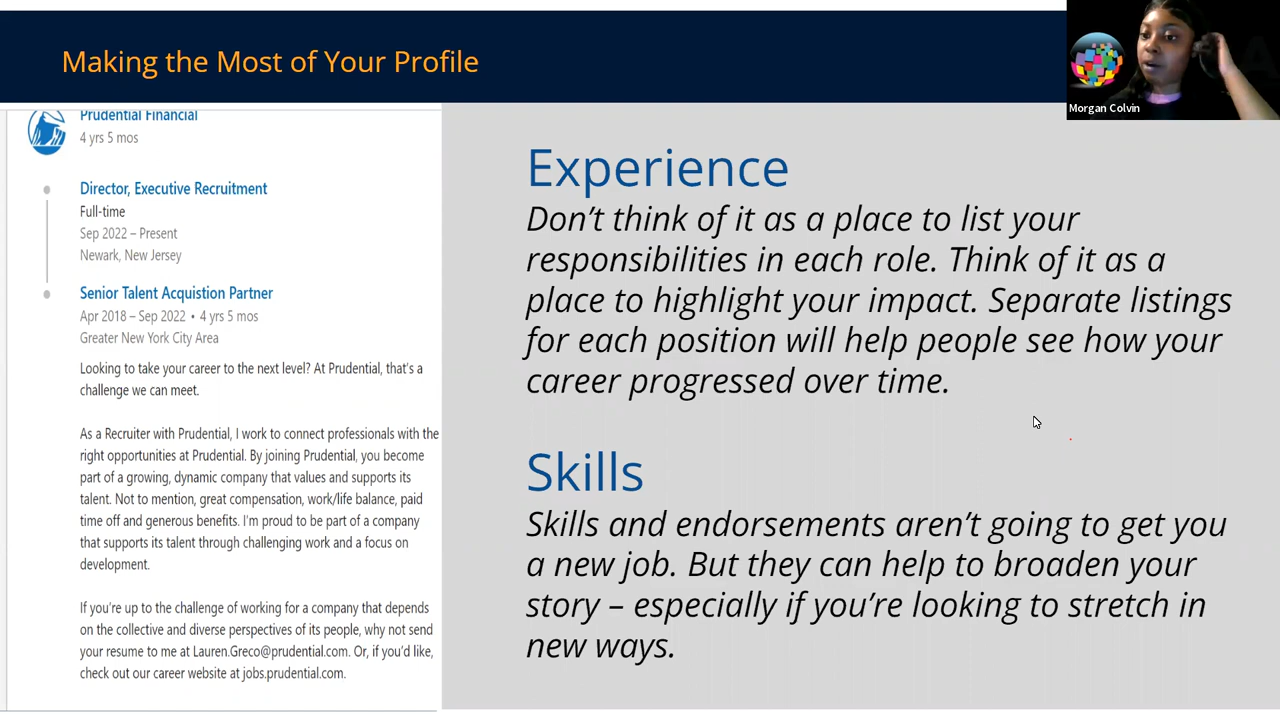 Making the Most of Your Profile
Morgan Colvin
Prudential Financial
4 yrs 5 mos
Director, Executive Recruitment
Full-time
Sep 2022 – Present
Newark, New Jersey
Senior Talent Acquistion Partner
Apr 2018 – Sep 2022 • 4 yrs 5 mos
Greater New York City Area
Looking to take your career to the next level? At Prudential, that's a
challenge we can meet.
As a Recruiter with Prudential, I work to connect professionals with the
right opportunities at Prudential. By joining Prudential, you become
part of a growing, dynamic company that values and supports its
talent. Not to mention, great compensation, work/life balance, paid
time off and generous benefits. I'm proud to be part of a company
that supports its talent through challenging work and a focus on
development.
If you're up to the challenge of working for a company that depends
on the collective and diverse perspectives of its people, why not send
your resume to me at Lauren.Greco@prudential.com. Or, if you'd like,
check out our career website at jobs.prudential.com.
Experience
Don't think of it as a place to list your
responsibilities in each role. Think of it as a
place to highlight your impact. Separate listings
for each position will help people see how your
career progressed over time.
Skills
Skills and endorsements aren't going to get you
a new job. But they can help to broaden your
story – especially if you're looking to stretch in
new ways.